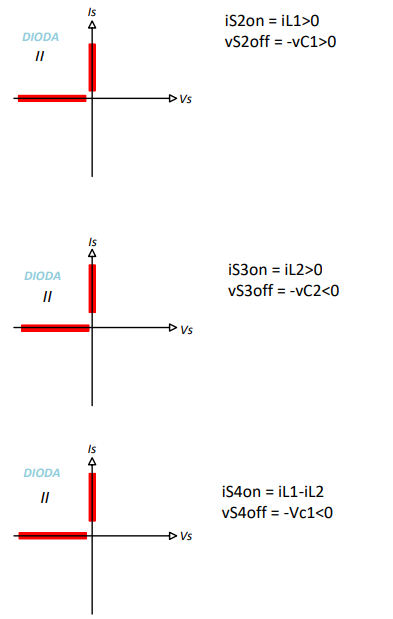 Is
DIODA
II
Vs
iS2on = iL1>0
vS2off = -vC1>0
Is
DIODA
II
Vs
iS3on = iL2>0
vS3off = -vC2<0
Is
DIODA
II
Vs
iS4on = iL1-iL2
vS4off = -Vc1<0